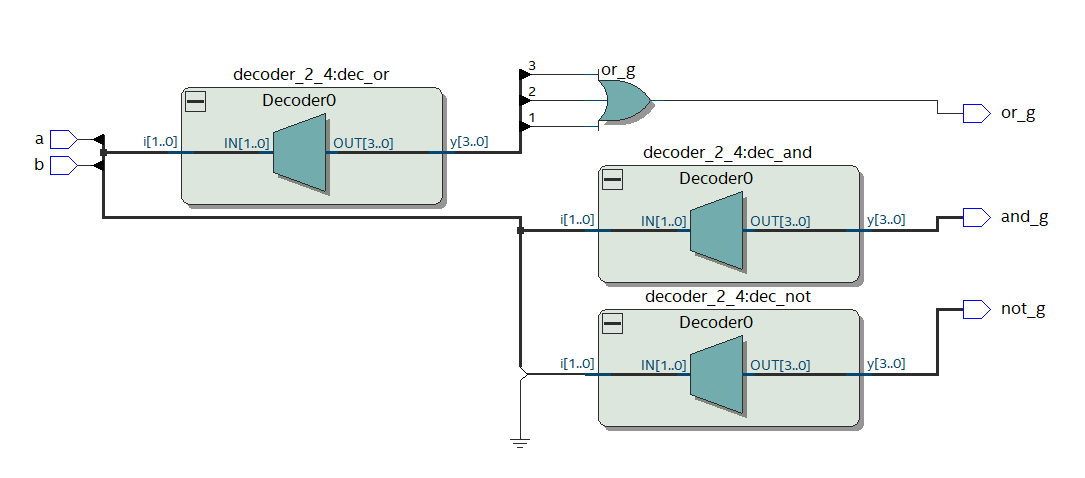 decoder_2_4:dec_or
Decoder0
a
b
i[1..0]
IN[1..0]
OUT[3..0]
y[3..0]
3
2
1
or_g
or_g
decoder_2_4:dec_and
Decoder0
i[1..0]
IN[1..0]
OUT[3..0]
y[3..0]
and_g
decoder_2_4:dec_not
Decoder0
i[1..0]
IN[1..0]
OUT[3..0]
y[3..0]
not_g